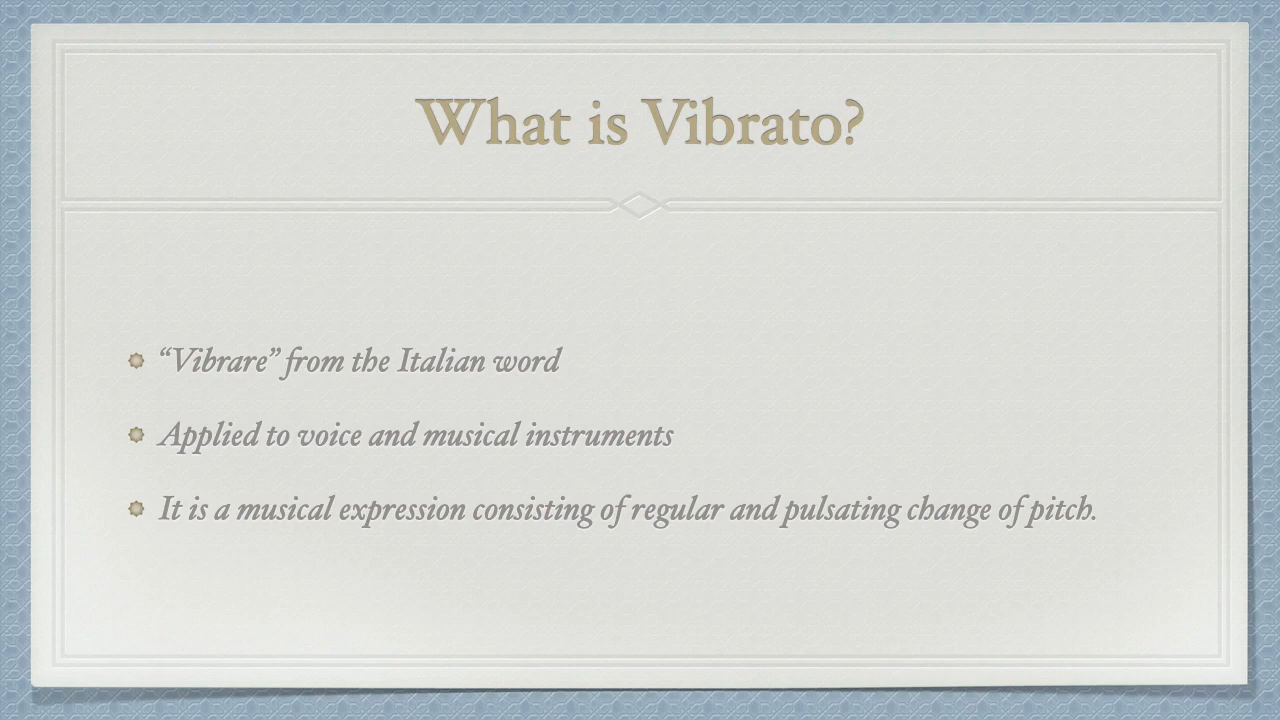 What is Vibrato?
“Vibrare” from the Italian word
Applied to voice and musical instruments
It is a musical expression consisting of regular and pulsating change of pitch.